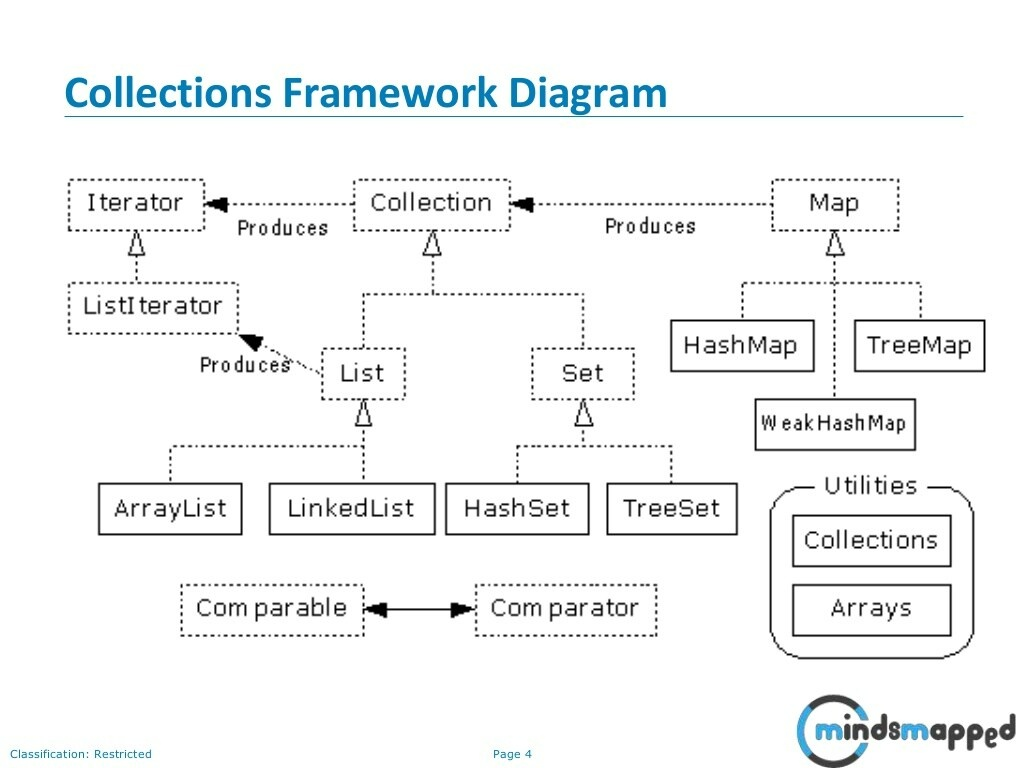 Collections Framework Diagram
Iterator
Collection
Map
Produces
Produces
ListIterator
Produces
List
Set
HashMap
TreeMap
WeakHashMap
ArrayList
LinkedList
HashSet
TreeSet
Utilities
Collections
Arrays
Comparable
Comparator
mindsmapped
Classification: Restricted
Page 4